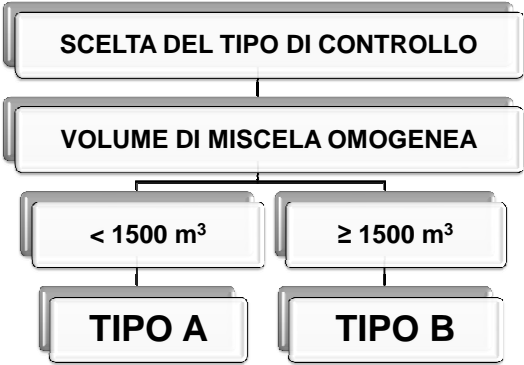 SCELTA DEL TIPO DI CONTROLLO
VOLUME DI MISCELA OMOGENEA
< 1500 m³
≥ 1500 m³
TIPO A
TIPO B